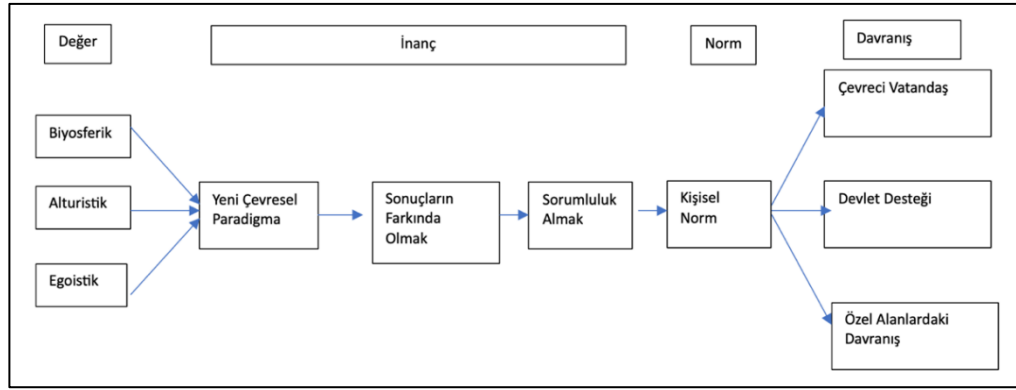 Değer
İnanç
Norm
Davranış
Biyosferik
Alturistik
Egoistik
Yeni Çevresel
Paradigma
Sonuçların
Farkında
Olmak
Sorumluluk
Almak
Kişisel
Norm
Çevreci Vatandaş
Devlet Desteği
Özel Alanlardaki
Davranış